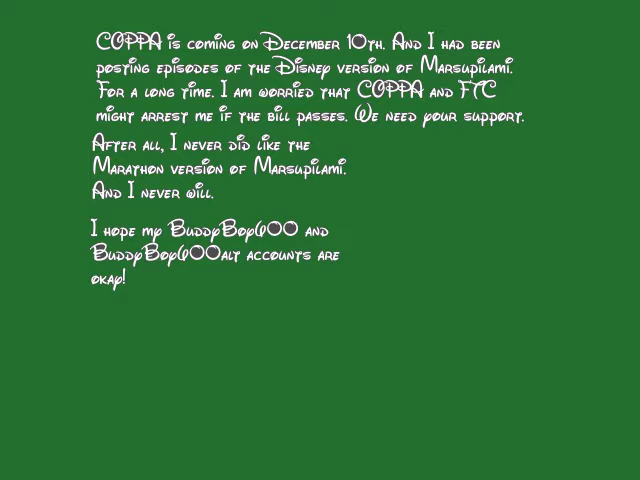 COPPA is coming on December 10th. And I had been
posting episodes of the Disney version of Marsupilami.
For a long time. I am worried that COPPA and FTC
might arrest me if the bill passes. We need your support.
After all, I never did like the
Marathon version of Marsupilami.
And I never will.
I hope my BuddyBoy600 and
BuddyBoy600alt accounts are
okay!